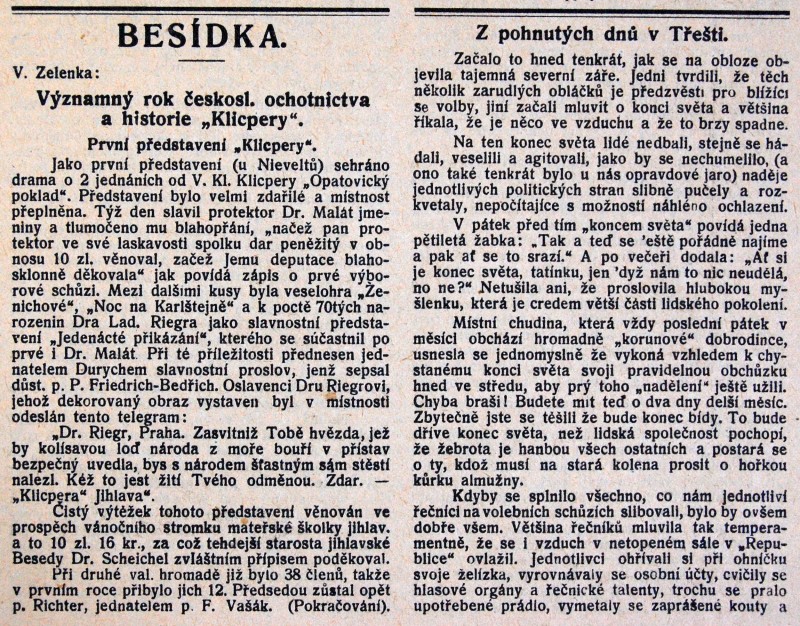 BESÍDKA.
V. Zelenka:
Významný rok českosl. ochotnictva
a historie „Klicpery".
První představení „Klicpery".
Jako první představení (u Nieveltů) sehráno
drama o 2 jednáních od V. Kl. Klicpery „Opatovický
poklad". Představení bylo velmi zdařilé a místnost
přeplněna. Týž den slavil protektor Dr. Malát jme-
niny a tlumočeno mu blahopřání, „načež pan pro-
tektor ve své laskavosti spolku dar peněžitý v ob-
nosu 10 zl. věnoval, začež Jemu deputace blaho-
sklonně děkovala" jak povídá zápis o prvé výbo-
rové schůzi. Mezi dalšími kusy byla veselohra „Že-
nichové", „Noc na Karlštejně" a k poctě 70tých na-
rozenin Dra Lad. Riegra jako slavnostní předsta-
vení „Jedenácté přikázání", kterého se súčastnil po
prvé i Dr. Malát. Při té příležitosti přednesen jed-
natelem Durychem slavnostní proslov, jenž sepsal
důst. p. P. Friedrich-Bedřich. Oslavenci Dru Riegrovi,
jehož dekorovaný obraz vystaven byl v místnosti
odeslán tento telegram:
„Dr. Riegr, Praha. Zasvitniž Tobě hvězda, jež
by kolísavou loď národa z moře bouří v přístav
bezpečný uvedla, bys s národem šťastným sám stěstí
nalezl. Kéž to jest žití Tvého odměnou. Zdar. —
„Klicpera" Jihlava".
Čistý výtěžek tohoto představení věnován ve
prospěch vánočního stromku mateřské školky jihlav.
a to 10 zl. 16 kr., za což tehdejší starosta jihlavské
Besedy Dr. Scheichel zvláštním přípisem poděkoval.
Při druhé val. hromadě již bylo 38 členů, takže
v prvním roce přibylo jich 12. Předsedou zůstal opět
p. Richter, jednatelem p. F. Vašák. (Pokračování).
Z pohnutých dnů v Třešti.
Začalo to hned tenkrát, jak se na obloze ob-
jevila tajemná severní záře. Jedni tvrdili, že těch
několik zarudlých obláčků je předzvěstí pro blížící
se volby, jiní začali mluvit o konci světa a většina
říkala, že je něco ve vzduchu a že to brzy spadne.
Na ten konec světa lidé nedbali, stejně se há-
dali, veselili a agitovali, jako by se nechumelilo, (a
ono také tenkrát bylo u nás opravdové jaro) naděje
jednotlivých politických stran slibně pučely a roz-
kvetaly, nepočítajíce s možností náhlého ochlazení.
V pátek před tím „koncem světa" povídá jedna
pětiletá žabka: „Tak a teď se 'eště pořádně najíme
a pak ať se to srazí." A po večeři dodala: „Ať si
je konec světa, tatínku, jen 'dyž nám to nic neudělá,
no ne?" Netušila ani, že proslovila hlubokou my-
šlenku, která je credem větší části lidského pokolení.
Místní chudina, která vždy poslední pátek v
měsíci obchází hromadně „korunové" dobrodince,
usnesla se jednomyslně že vykoná vzhledem k chy-
stanému konci světa svoji pravidelnou obchůzku
hned ve středu, aby prý toho „nadělení" ještě užili.
Chyba braši! Budete mít teď o dva dny delší měsíc.
Zbytečně jste se těšili že bude konec bídy. To bude
dříve konec světa, než lidská společnost pochopí,
že žebrota je hanbou všech ostatních a postará se
o ty, kdož musí na stará kolena prosit o hořkou
kůrku almužny.
Kdyby se splnilo všechno, co nám jednotliví
řečníci na volebních schůzích slibovali, bylo by ovšem
dobře všem. Většina řečníků mluvila tak tempera-
mentně, že se i vzduch v netopeném sále v „Repu-
blice" ovlažil. Jednotlivci ohřívali si při ohníčku
svoje želízka, vyrovnávaly se osobní účty, cvičily se
hlasové orgány a řečnické talenty, trochu se pralo
upotřebené prádlo, vymetaly se zaprášené kouty a